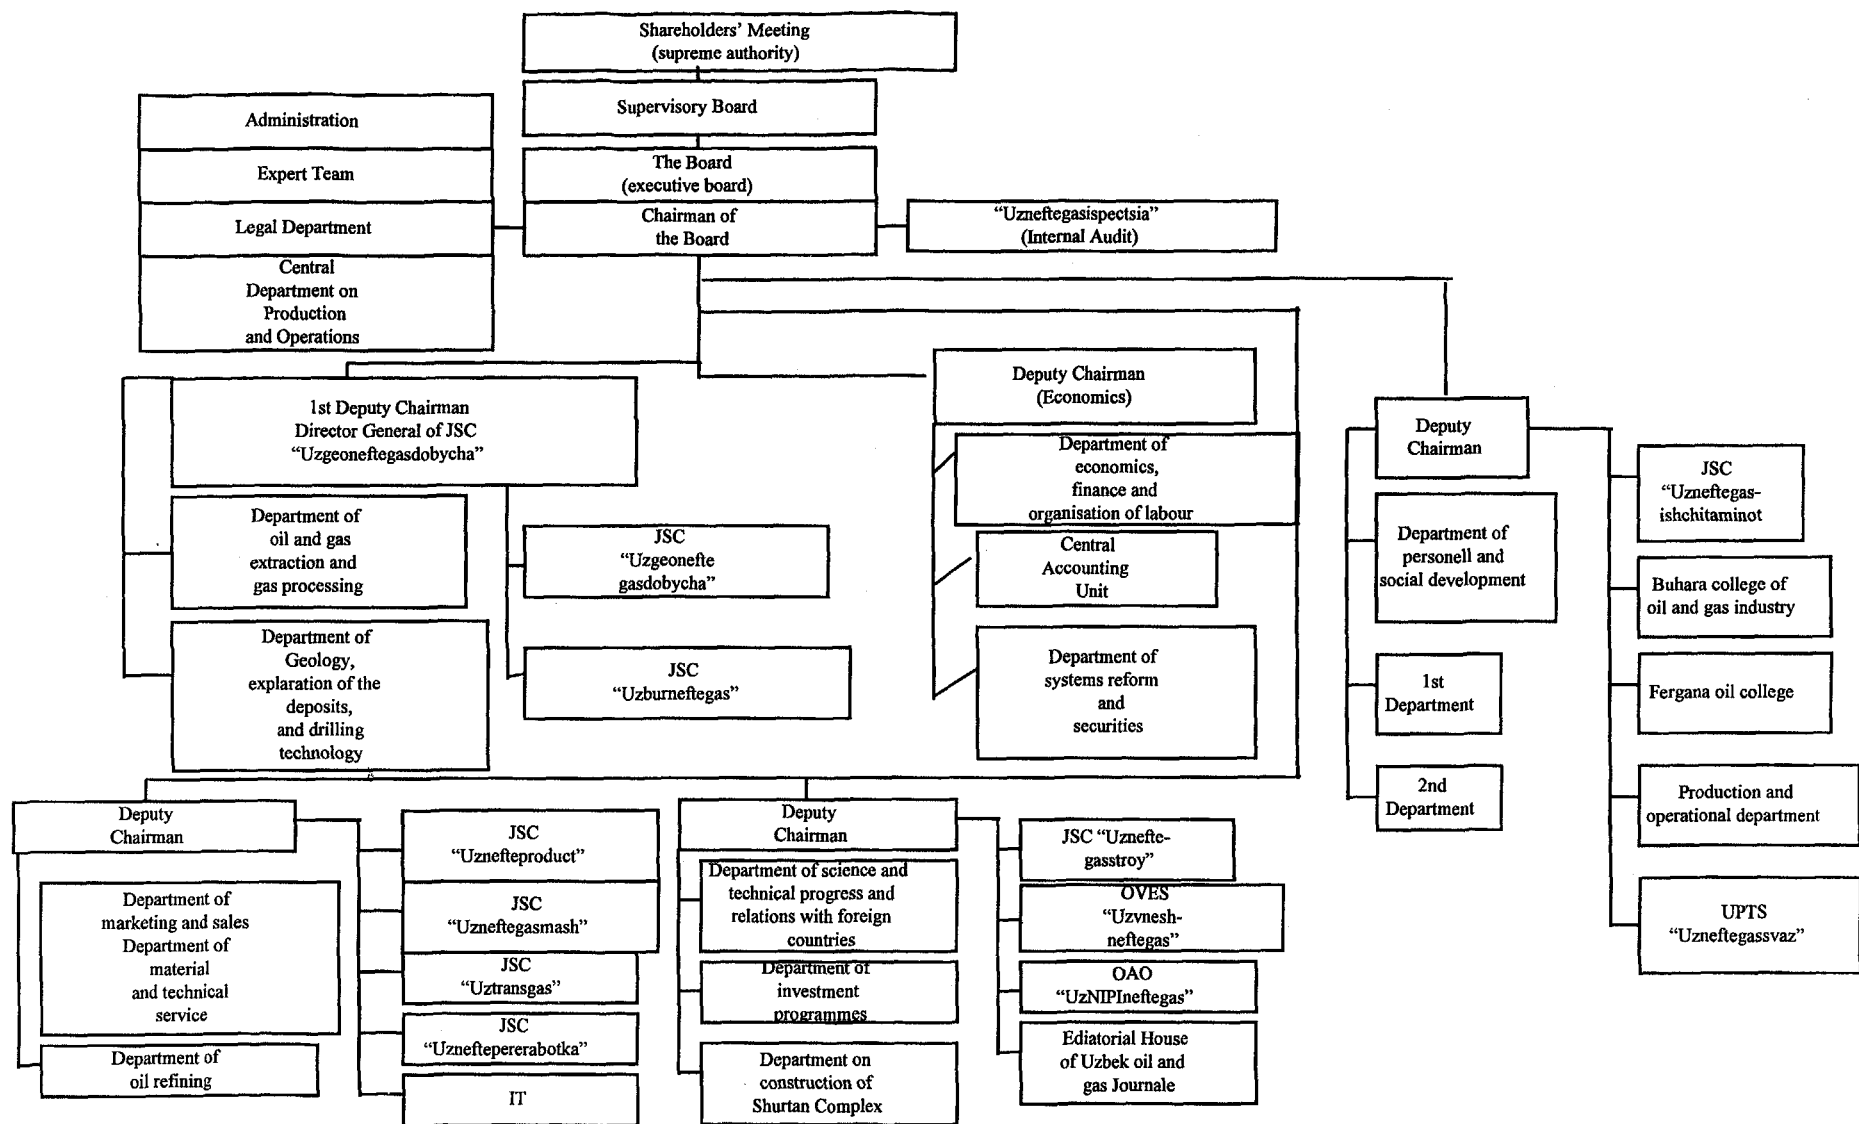 Shareholders' Meeting
(supreme authority)
Supervisory Board
Administration
Expert Team
The Board
(executive board)
Legal Department
Chairman of
the Board
“Uzneftegasispectsia”
(Internal Audit)
Central
Department on
Production
and Operations
1st Deputy Chairman
Director General of JSC
“Uzgeoneftegasdobycha”
Department of
oil and gas
extraction and
gas processing
Department of
Geology,
explaration of the
deposits,
and drilling
technology
JSC
“Uzgeonefte
gasdobycha”
JSC
“Uzburneftegas”
Deputy Chairman
(Economics)
Department of
economics,
finance and
organisation of labour
Central
Accounting
Unit
Department of
systems reform
and
securities
Deputy
Chairman
Department of
personell and
social development
1st
Department
2nd
Department
JSC
“Uzneftegas-
ishchitaminot
Buhara college of
oil and gas industry
Fergana oil college
Production and
operational department
UPTS
“Uzneftegassvaz”
Deputy
Chairman
Department of
marketing and sales
Department of
material
and technical
service
Department of
oil refining
JSC
“Uznefteproduct”
JSC
“Uzneftegasmash”
JSC
“Uztransgas”
JSC
“Uzneftepererabotka”
IT
Deputy
Chairman
Department of science and
technical progress and
relations with foreign
countries
Department of
investment
programmes
Department on
construction of
Shurtan Complex
JSC “Uznefte-
gasstroy”
OVES
“Uzvnesh-
neftegas”
OAO
“UzNIPIneftegas”
Ediatorial House
of Uzbek oil and
gas Journale